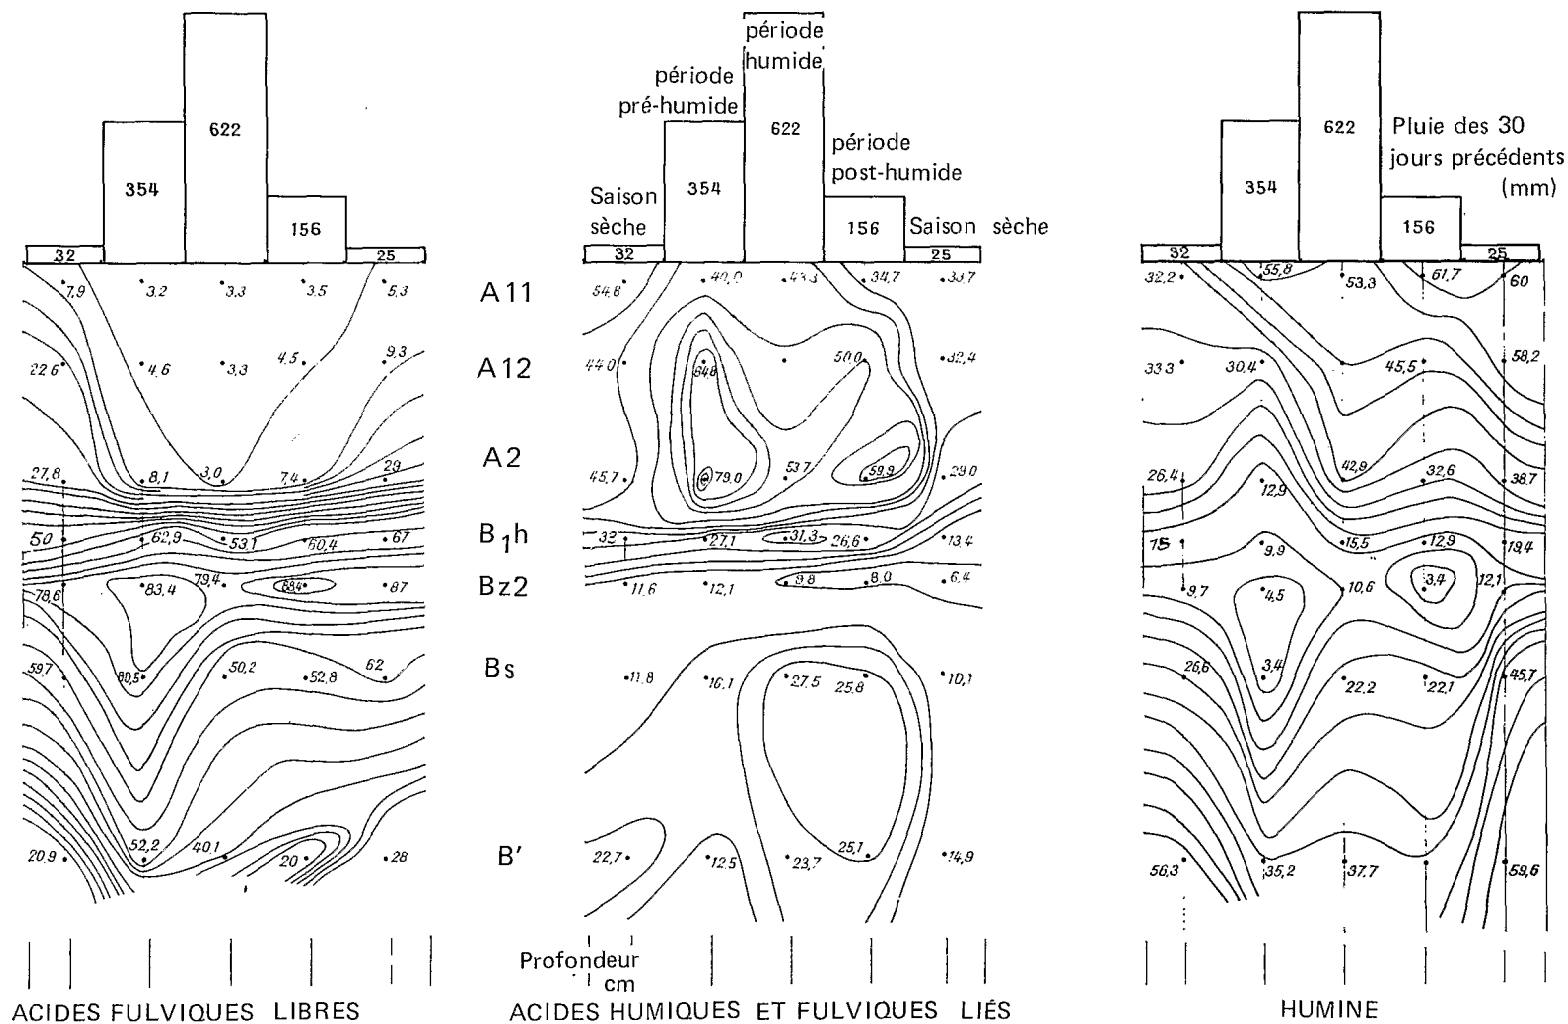 période
humide
période
pré-humide
622
622
622
Pluie des 30
jours précédents
(mm)
période
post-humide
354
354
354
Saison
sèche
156
156
156
Saison sèche
32
25
32
25
32
25
7,9 3,2 3,3 3,5 5,3
A11
54,8 40,0 43,3 34,7 33,7
32,2 55,8 53,3 61,7 60
22,6 4,6 3,3 4,5 9,3
A12
44,0 64,8 50,0 32,4
33,3 30,4 45,5 58,2
27,8 8,1 3,0 7,4 29
A2
45,7 79,0 53,7 59,9 29,0
26,4 12,9 42,9 32,6 38,7
50 62,9 53,1 60,4 67
B1h
32 27,1 31,3 26,6 13,4
15 9,9 15,5 12,9 19,4
78,6 83,4 79,4 87
Bz2
11,6 12,1 9,8 8,0 6,4
9,7 4,5 10,6 3,4 12,1
59,7 80,5 50,2 52,8 62
Bs
11,8 16,1 27,5 25,8 10,1
26,6 3,4 22,2 22,1 45,7
20,9 52,2 40,1 20 28
B'
22,7 12,5 23,7 25,1 14,9
56,3 35,2 37,7 59,6
Profondeur
cm
ACIDES FULVIQUES LIBRES
ACIDES HUMIQUES ET FULVIQUES LIÉS
HUMINE